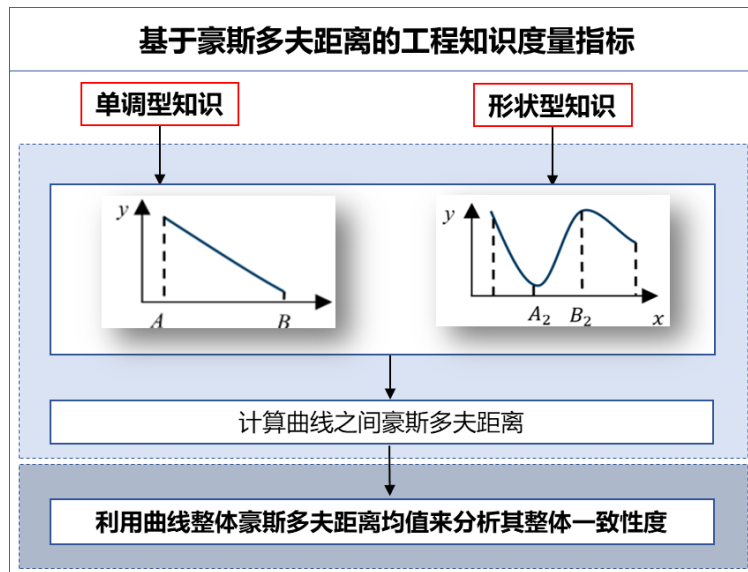 基于豪斯多夫距离的工程知识度量指标
单调型知识
形状型知识
y
A
B
y
A₂
B₂
x
计算曲线之间豪斯多夫距离
利用曲线整体豪斯多夫距离均值来分析其整体一致性度